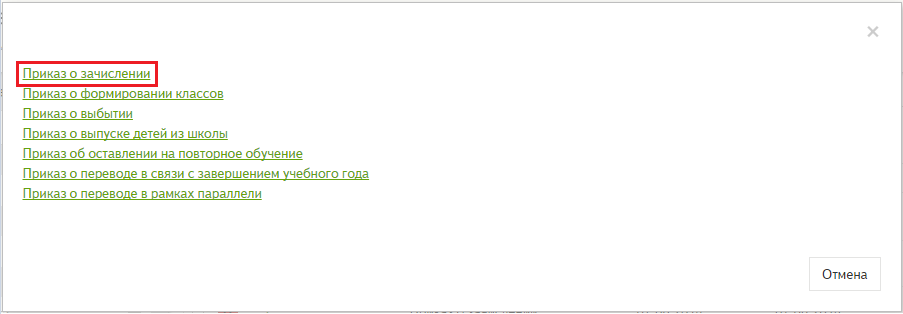 ×
Приказ о зачислении
Приказ о формировании классов
Приказ о выбытии
Приказ о выпуске детей из школы
Приказ об оставлении на повторное обучение
Приказ о переводе в связи с завершением учебного года
Приказ о переводе в рамках параллели
Отмена